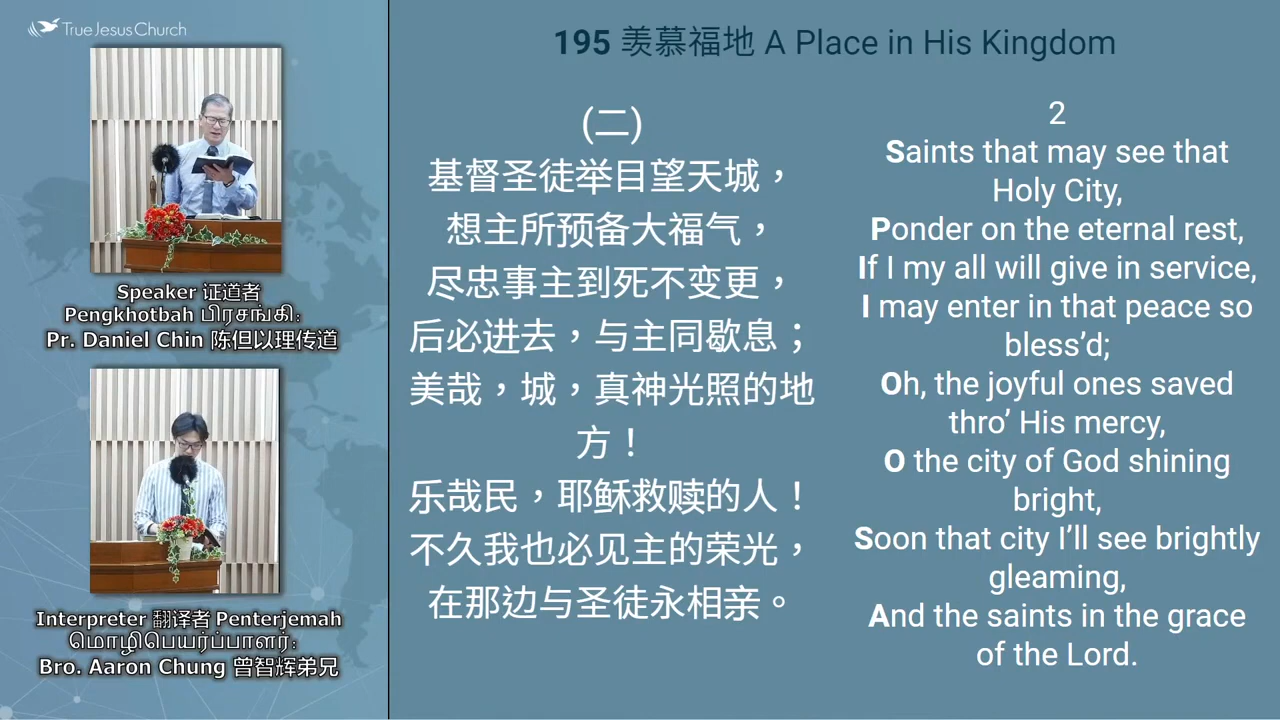 True Jesus Church
Speaker 证道者
Pengkhotbah பிரசங்கி:
Pr. Daniel Chin 陈但以理传道
Interpreter 翻译者 Penterjemah
மொழிபெயர்ப்பாளர்:
Bro. Aaron Chung 曾智辉弟兄
195 羡慕福地 A Place in His Kingdom
(二)
基督圣徒举目望天城，
想主所预备大福气，
尽忠事主到死不变更，
后必进去，与主同歇息；
美哉，城，真神光照的地
方！
乐哉民，耶稣救赎的人！
不久我也必见主的荣光，
在那边与圣徒永相亲。
2
Saints that may see that
Holy City,
Ponder on the eternal rest,
If I my all will give in service,
I may enter in that peace so
bless’d;
Oh, the joyful ones saved
thro’ His mercy,
O the city of God shining
bright,
Soon that city I’ll see brightly
gleaming,
And the saints in the grace
of the Lord.